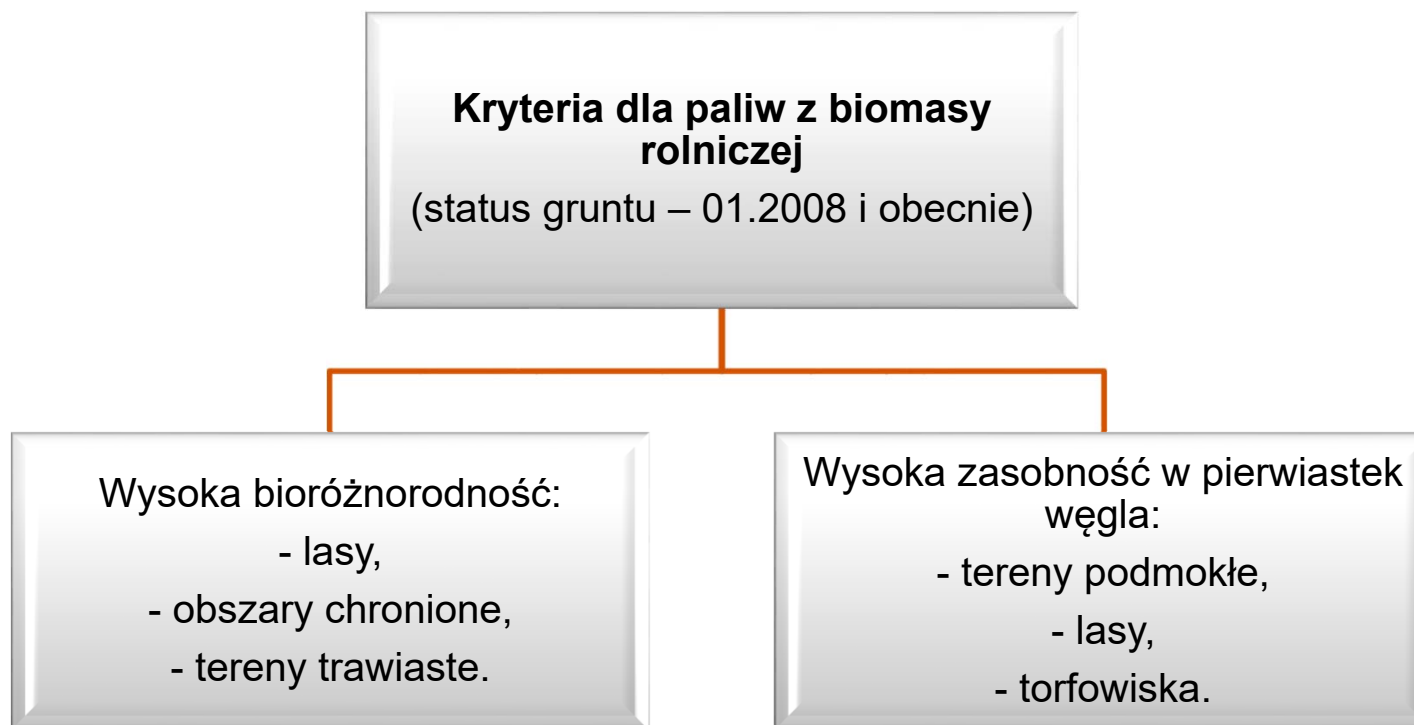 Kryteria dla paliw z biomasy
rolniczej
(status gruntu – 01.2008 i obecnie)
Wysoka bioróżnorodność:
- lasy,
- obszary chronione,
- tereny trawiaste.
Wysoka zasobność w pierwiastek
węgla:
- tereny podmokłe,
- lasy,
- torfowiska.